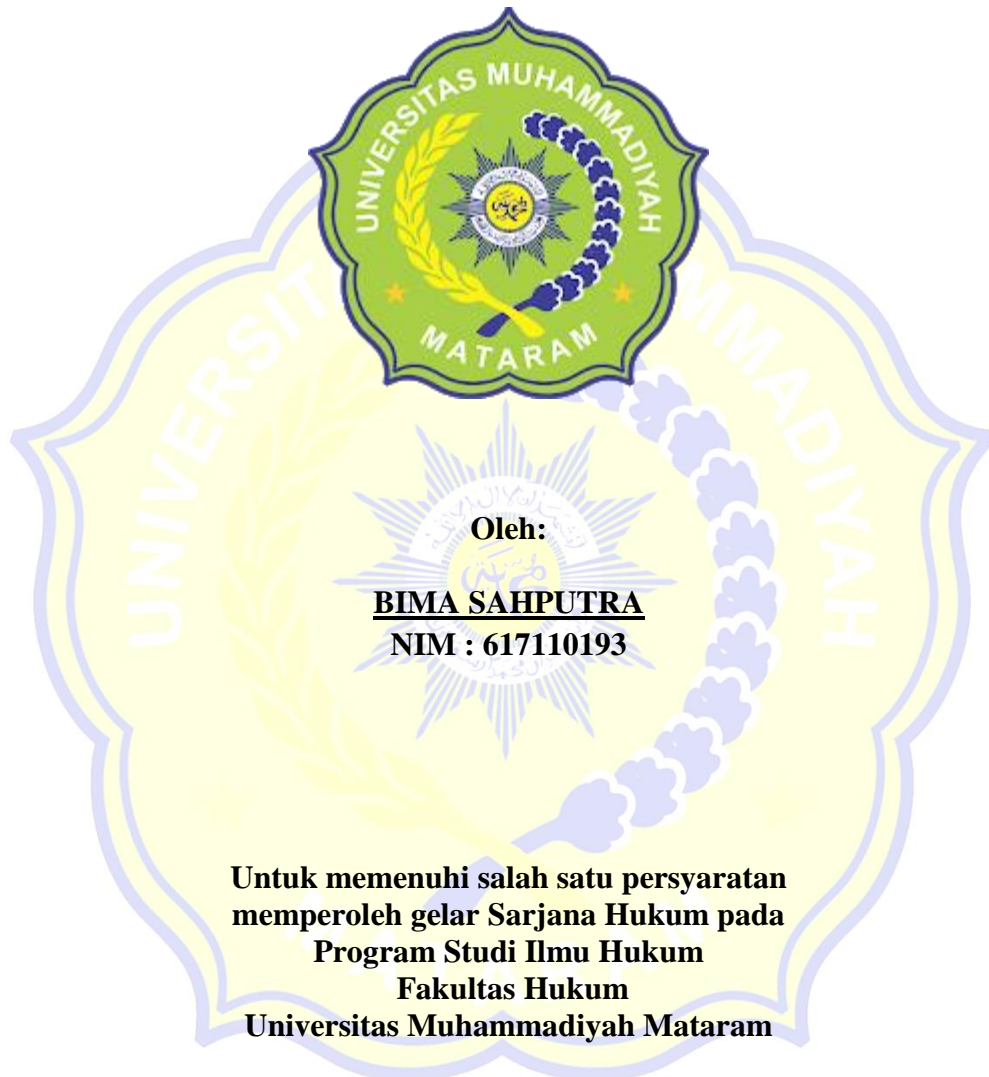 UNIVERSITAS MUHAMMADIYAH
MATARAM
Oleh:
BIMA SAHPUTRA
NIM : 617110193
Untuk memenuhi salah satu persyaratan
memperoleh gelar Sarjana Hukum pada
Program Studi Ilmu Hukum
Fakultas Hukum
Universitas Muhammadiyah Mataram